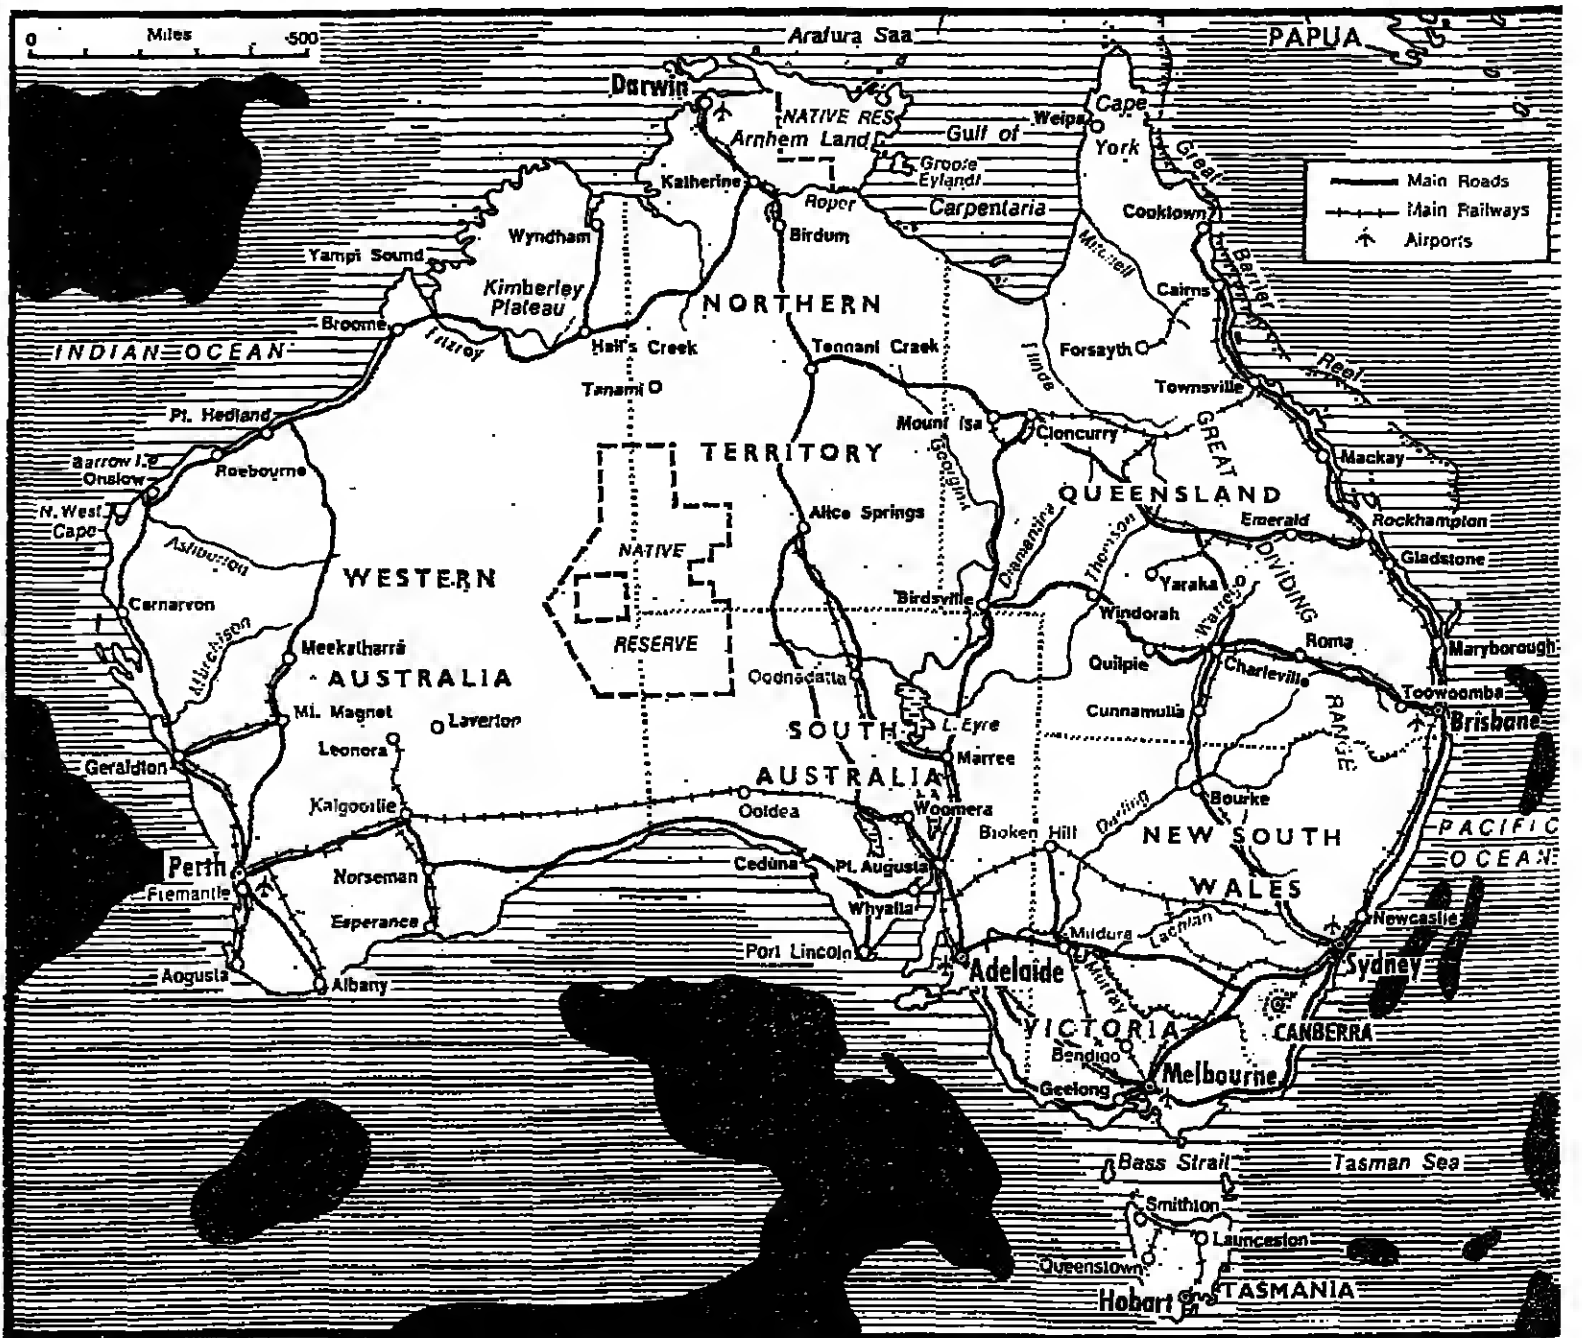 0 Miles 500
Arafura Saa
PAPUA
Darwin
NATIVE RES
Arnhem Land
Gulf of
Carpentaria
Groote
Eylandt
Weipa
Cape
York
Great
Barrier
Reef
Main Roads
Main Railways
Airports
Katherine
Roper
Birdum
Cooktown
Mitchell
Wyndham
Yampi Sound
Kimberley
Plateau
Cairns
NORTHERN
TERRITORY
Broome
Fitzroy
Hall's Creek
INDIAN OCEAN
Tennant Creek
Forsayth
Flinde
Tanami
Townsville
Pt. Hedland
Mount Isa
Cloncurry
GREAT
DIVIDING
RANGE
Barrow I.
Onslow
Roebourne
Georgina
Mackay
N. West
Cape
QUEENSLAND
Alice Springs
Emerald
Rockhampton
Ashburton
NATIVE
RESERVE
Diamantina
Thomson
Gladstone
WESTERN
AUSTRALIA
Yaraka
Carnarvon
Birdsville
Windorah
Warrego
Murchison
Meekatharra
Quilpie
Charleville
Roma
Maryborough
Oodnadatta
Toowoomba
Brisbane
Mt. Magnet
Laverton
Leonora
Cunnamulla
SOUTH
AUSTRALIA
L. Eyre
Marree
Geraldton
Kalgoorlie
Ooldea
Woomera
Bourke
Darling
Broken Hill
NEW SOUTH
WALES
PACIFIC
OCEAN
Perth
Fremantle
Norseman
Ceduna
Pt. Augusta
Whyalla
Esperance
Newcastle
Lachlan
Mildura
Port Lincoln
Augusta
Albany
Adelaide
Murray
Sydney
VICTORIA
CANBERRA
Bendigo
Geelong
Melbourne
Bass Strait
Tasman Sea
Smithton
Launceston
Queenstown
TASMANIA
Hobart